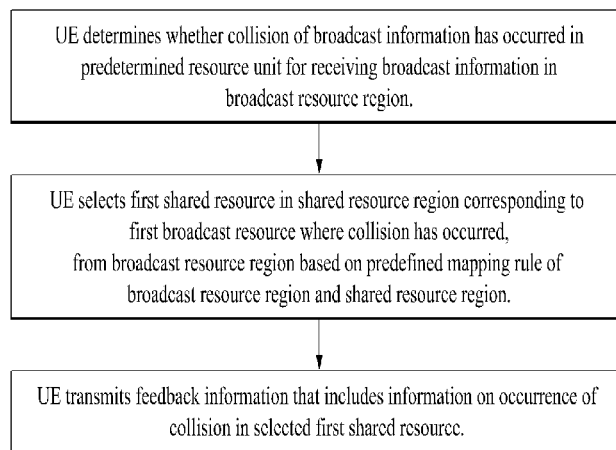 UE determines whether collision of broadcast information has occurred in
predetermined resource unit for receiving broadcast information in
broadcast resource region.
UE selects first shared resource in shared resource region corresponding to
first broadcast resource where collision has occurred,
from broadcast resource region based on predefined mapping rule of
broadcast resource region and shared resource region.
UE transmits feedback information that includes information on occurrence of
collision in selected first shared resource.